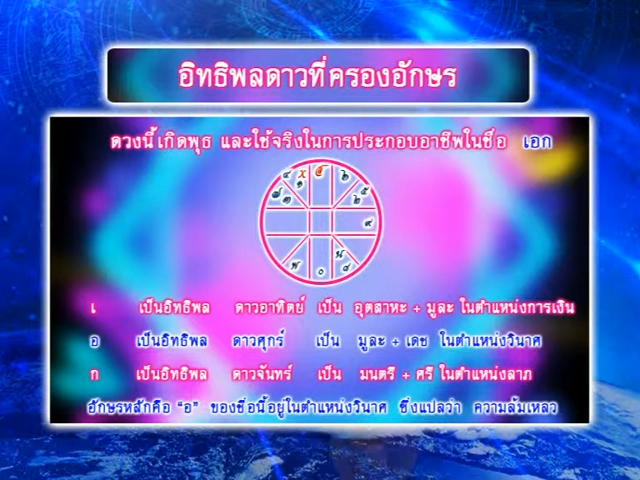 อิทธิพลดาวที่ครองอักษร
ดวงนี้เกิดพุธ และใช้จริงในการประกอบอาชีพในชื่อ เอก
เ เป็นอิทธิพล ดาวอาทิตย์ เป็น อุตสาหะ + มูละ ในตำแหน่งการเงิน
อ เป็นอิทธิพล ดาวศุกร์ เป็น มูละ + เดช ในตำแหน่งวินาศ
ก เป็นอิทธิพล ดาวจันทร์ เป็น มนตรี + ศรี ในตำแหน่งลาภ
อักษรหลักคือ "อ" ของชื่อนี้อยู่ในตำแหน่งวินาศ ซึ่งแปลว่า ความล้มเหลว